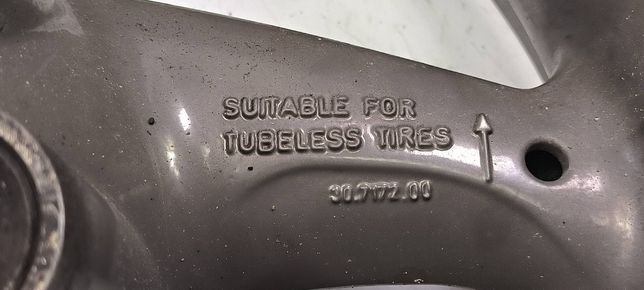 SUITABLE FOR
TUBELESS TIRES
30.7172.00